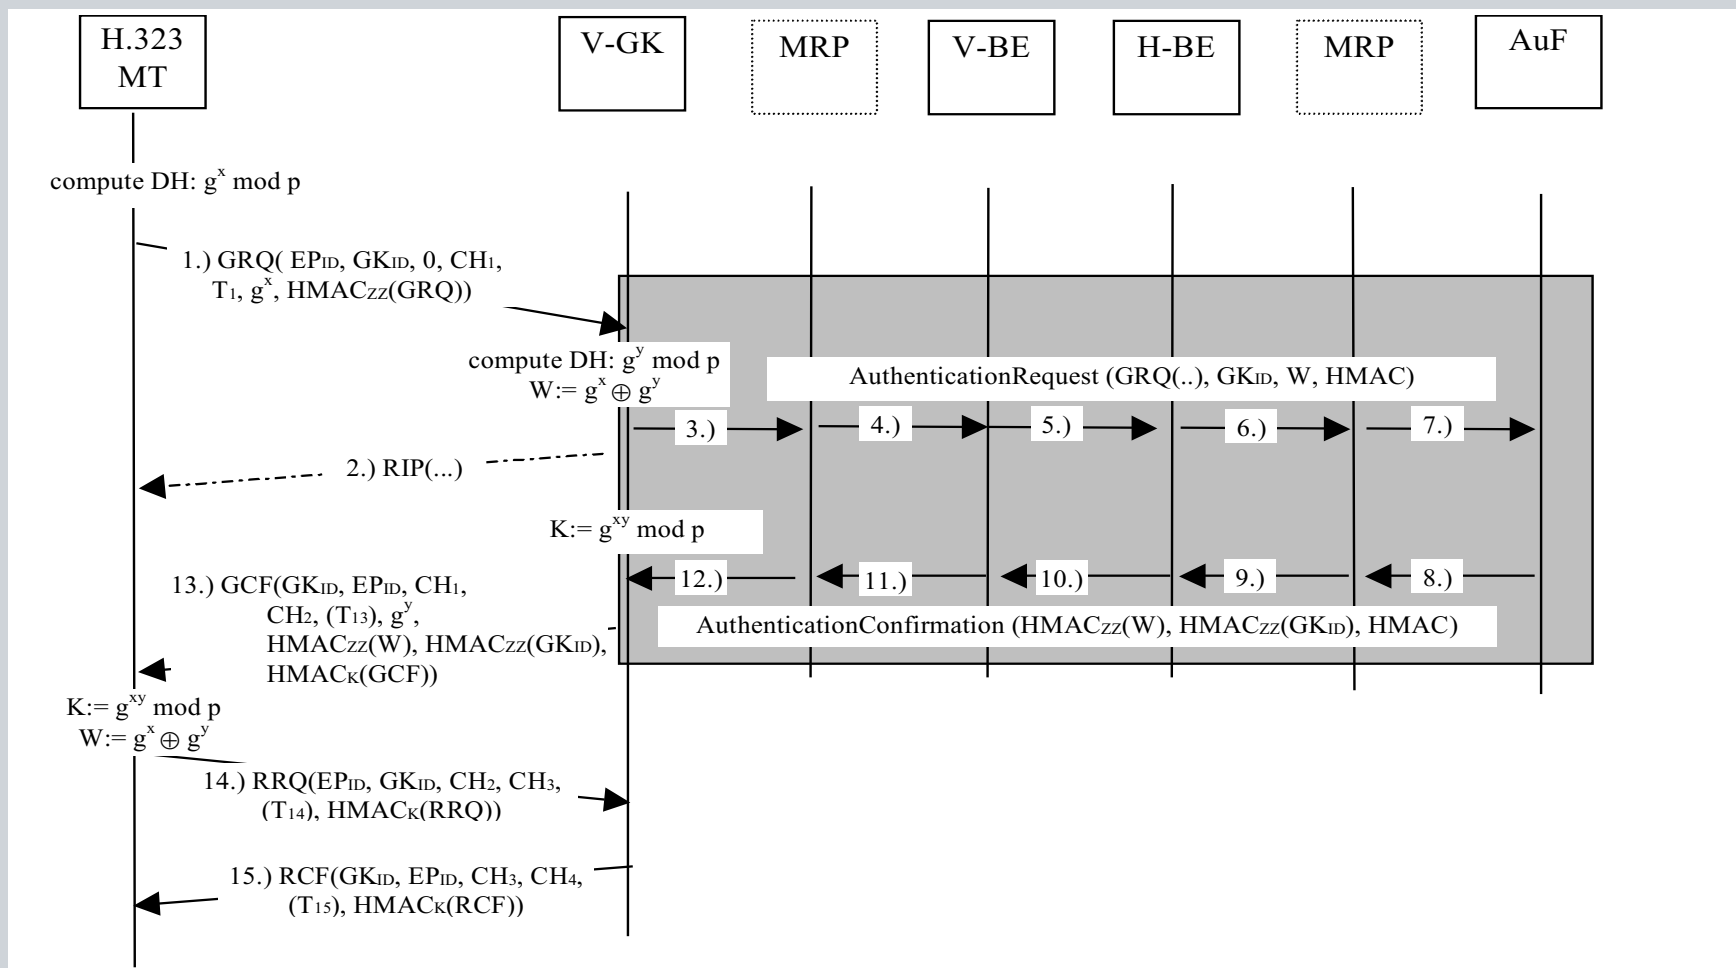 H.323
MT
V-GK
MRP
V-BE
H-BE
MRP
AuF
compute DH: g^x mod p
1.) GRQ( EP_ID, GK_ID, 0, CH_1,
T_1, g^x, HMAC_ZZ(GRQ))
compute DH: g^y mod p
W:= g^x ⊕ g^y
AuthenticationRequest (GRQ(..), GK_ID, W, HMAC)
3.)
4.)
5.)
6.)
7.)
2.) RIP(...)
K:= g^xy mod p
12.)
11.)
10.)
9.)
8.)
13.) GCF(GK_ID, EP_ID, CH_1,
CH_2, (T_13), g^y,
HMAC_ZZ(W), HMAC_ZZ(GK_ID),
HMAC_K(GCF))
AuthenticationConfirmation (HMAC_ZZ(W), HMAC_ZZ(GK_ID), HMAC)
K:= g^xy mod p
W:= g^x ⊕ g^y
14.) RRQ(EP_ID, GK_ID, CH_2, CH_3,
(T_14), HMAC_K(RRQ))
15.) RCF(GK_ID, EP_ID, CH_3, CH_4,
(T_15), HMAC_K(RCF))